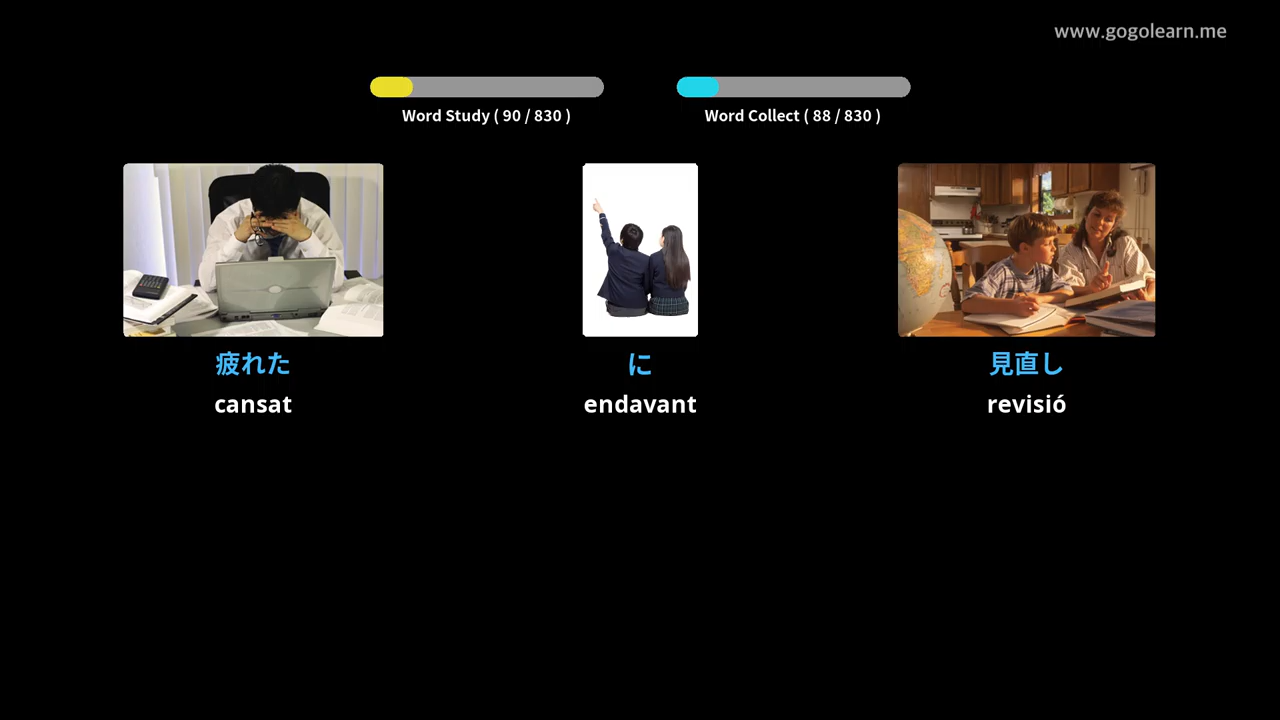 www.gogolearn.me
Word Study ( 90 / 830 )
Word Collect ( 88 / 830 )
疲れた
に
見直し
cansat
endavant
revisió